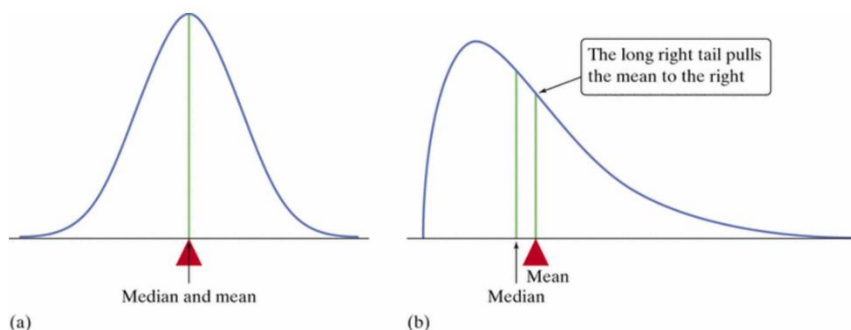 The long right tail pulls
the mean to the right
Median and mean
Mean
Median
(a)
(b)